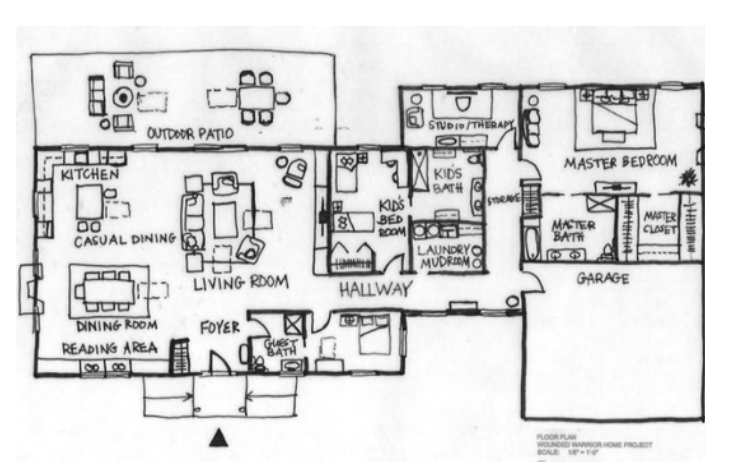 OUTDOOR PATIO
STUDIO/THERAPY
KITCHEN
KID'S
BATH
MASTER BEDROOM
CASUAL DINING
KID'S
BED
ROOM
STORAGE
MASTER
BATH
MASTER
CLOSET
LIVING ROOM
LAUNDRY
MUDROOM
HALLWAY
GARAGE
DINING ROOM
FOYER
GUEST
BATH
READING AREA
FLOOR PLAN
WOUNDED WARRIOR HOME PROJECT
SCALE: 1/8" = 1'-0"